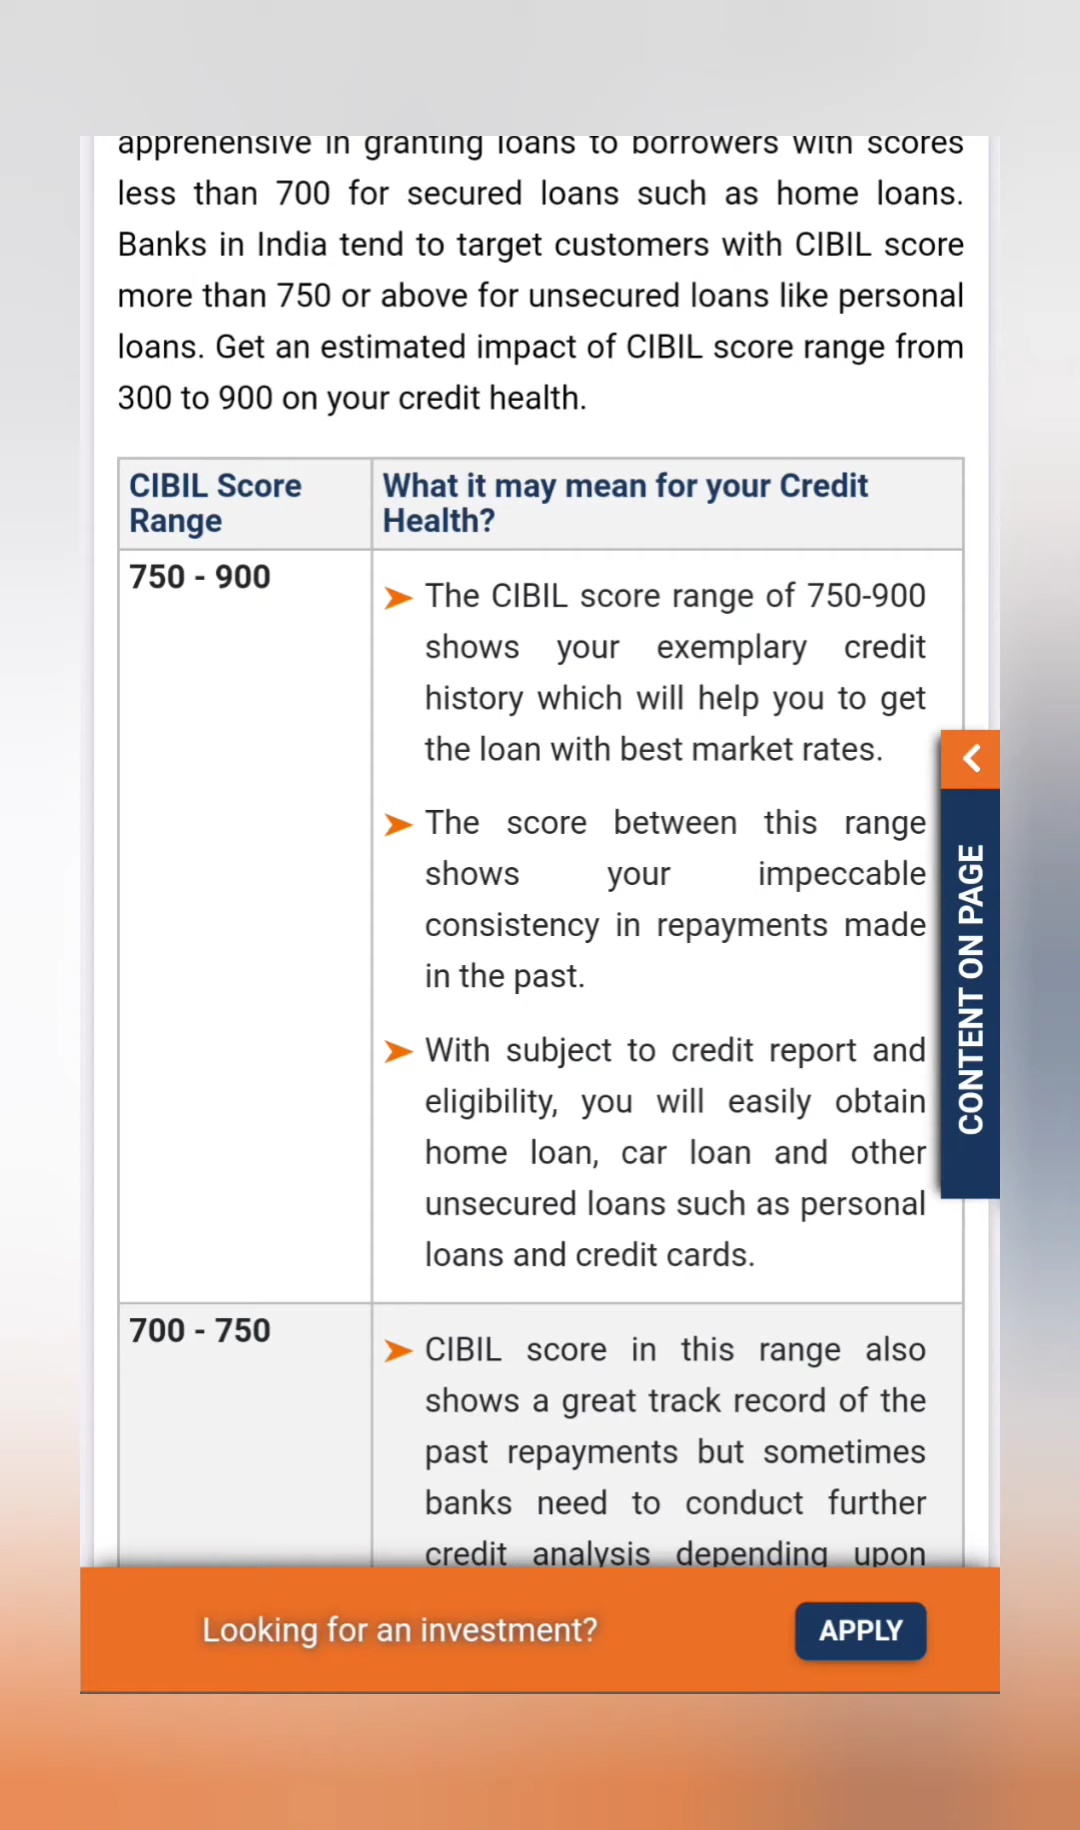 apprehensive in granting loans to borrowers with scores
less than 700 for secured loans such as home loans.
Banks in India tend to target customers with CIBIL score
more than 750 or above for unsecured loans like personal
loans. Get an estimated impact of CIBIL score range from
300 to 900 on your credit health.
CIBIL Score
Range
What it may mean for your Credit
Health?
750 - 900
➤ The CIBIL score range of 750-900
shows your exemplary credit
history which will help you to get
the loan with best market rates.
➤ The score between this range
shows your impeccable
consistency in repayments made
in the past.
➤ With subject to credit report and
eligibility, you will easily obtain
home loan, car loan and other
unsecured loans such as personal
loans and credit cards.
700 - 750
➤ CIBIL score in this range also
shows a great track record of the
past repayments but sometimes
banks need to conduct further
credit analysis depending upon
CONTENT ON PAGE
Looking for an investment?
APPLY